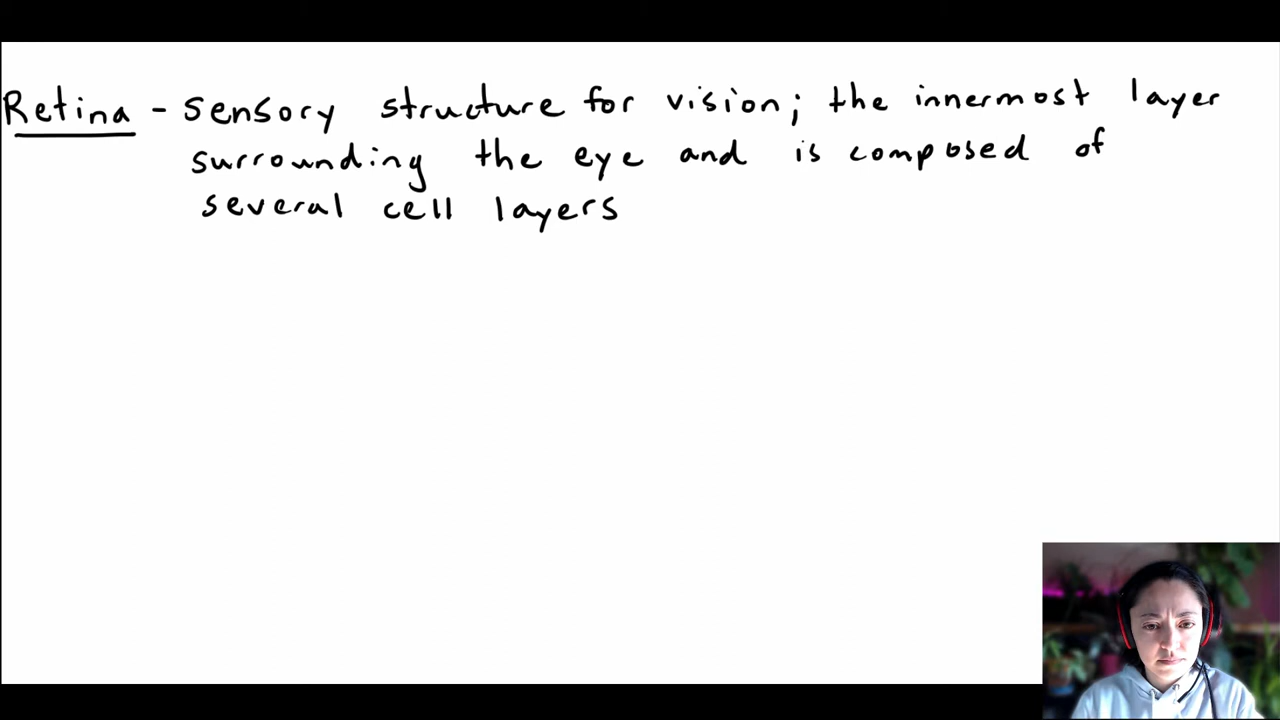 Retina - sensory structure for vision; the innermost layer
surrounding the eye and is composed of
several cell layers